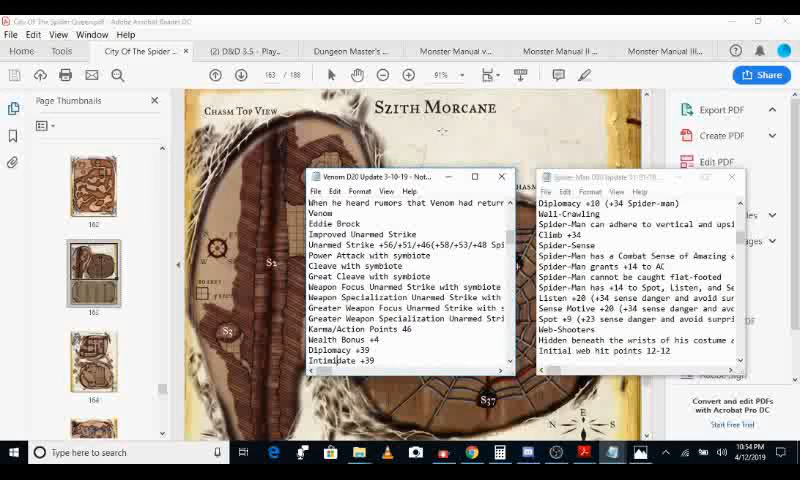 City Of The Spider Queen.pdf - Adobe Acrobat Reader DC
File Edit View Window Help
Home Tools
City Of The Spider ... ×
(2) D&D 3.5 - Play...
Dungeon Master's...
Monster Manual v...
Monster Manual II ...
Monster Manual III...
163 / 188
91%
Share
Page Thumbnails
162
163
164
CHASM TOP VIEW
SZITH MORCANE
S2
S3
S37
N
E
S
Export PDF
Create PDF
Edit PDF
Convert and edit PDFs
with Acrobat Pro DC
Start Free Trial
Venom D20 Update 3-10-19 - Not...
File Edit Format View Help
When he heard rumors that Venom had return
Venom
Eddie Brock
Improved Unarmed Strike
Unarmed Strike +56/+51/+46(+58/+53/+48 Spi
Power Attack with symbiote
Cleave with symbiote
Great Cleave with symbiote
Weapon Focus Unarmed Strike with symbiote
Weapon Specialization Unarmed Strike with
Greater Weapon Focus Unarmed Strike with s
Greater Weapon Specialization Unarmed Stri
Karma/Action Points 46
Wealth Bonus +4
Diplomacy +39
Intimidate +39
File Edit Format View Help
Diplomacy +10 (+34 Spider-man)
Wall-Crawling
Spider-Man can adhere to vertical and upsi
Climb +34
Spider-Sense
Spider-Man has a Combat Sense of Amazing a
Spider-Man grants +14 to AC
Spider-Man cannot be caught flat-footed
Spider-Man has +14 to Spot, Listen, and Se
Listen +20 (+34 sense danger and avoid sur
Sense Motive +20 (+34 sense danger and avo
Spot +9 (+23 sense danger and avoid surpri
Web-Shooters
Hidden beneath the wrists of his costume a
Initial web hit points 12-12
Type here to search
10:54 PM
4/12/2019